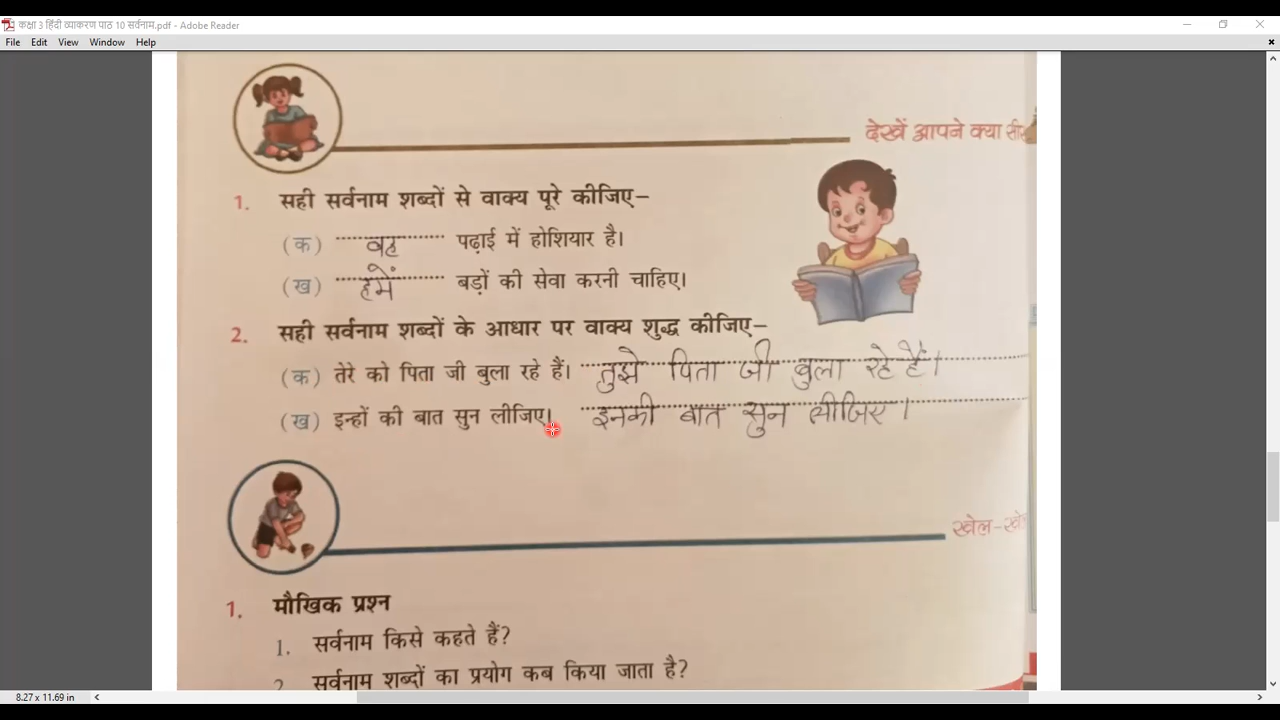 कक्षा 3 हिंदी व्याकरण पाठ 10 सर्वनाम.pdf - Adobe Reader
File Edit View Window Help
देखें आपने क्या
1. सही सर्वनाम शब्दों से वाक्य पूरे कीजिए–
(क) वह पढ़ाई में होशियार है।
(ख) हमें बड़ों की सेवा करनी चाहिए।
2. सही सर्वनाम शब्दों के आधार पर वाक्य शुद्ध कीजिए–
(क) तेरे को पिता जी बुला रहे हैं। तुझे पिता जी बुला रहे हैं।
(ख) इन्हों की बात सुन लीजिए। इनकी बात सुन लीजिए।
खेल-
1. मौखिक प्रश्न
1. सर्वनाम किसे कहते हैं?
2. सर्वनाम शब्दों का प्रयोग कब किया जाता है?
8.27 x 11.69 in